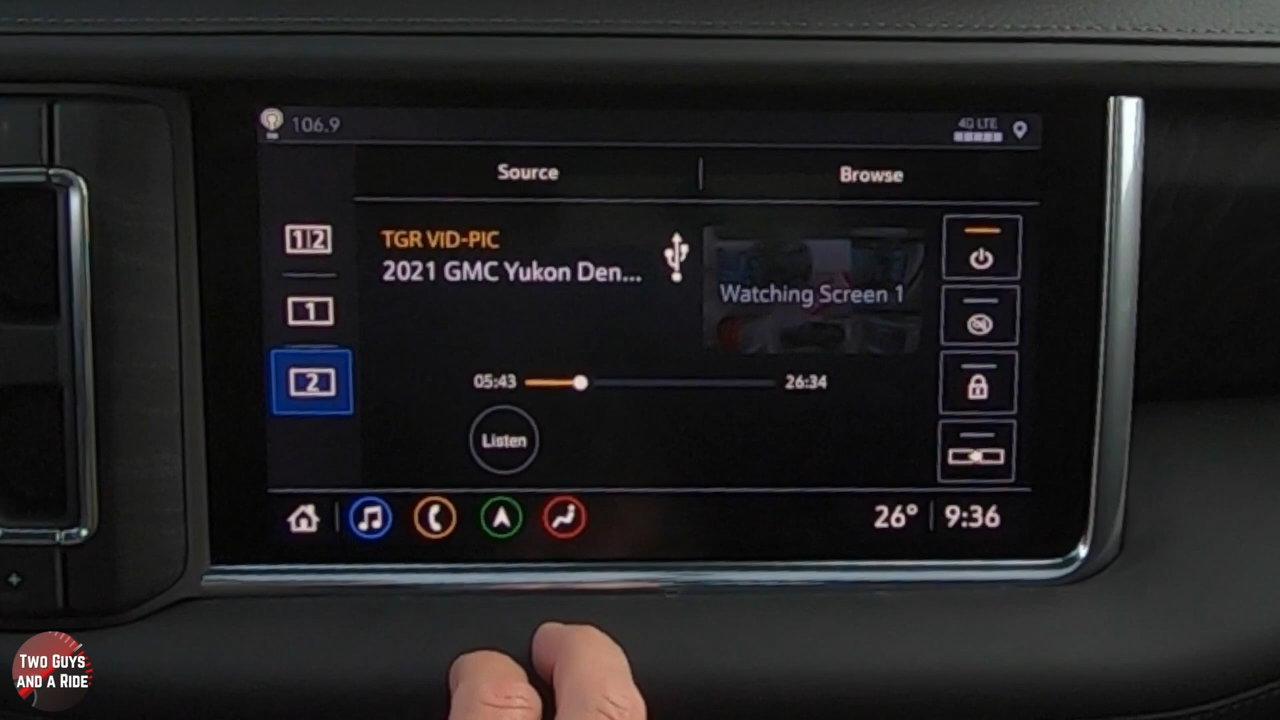 106.9
4G LTE
Source
Browse
1|2
TGR VID-PIC
2021 GMC Yukon Den...
Watching Screen 1
1
2
05:43
26:34
Listen
26°
9:36
TWO GUYS
AND A RIDE